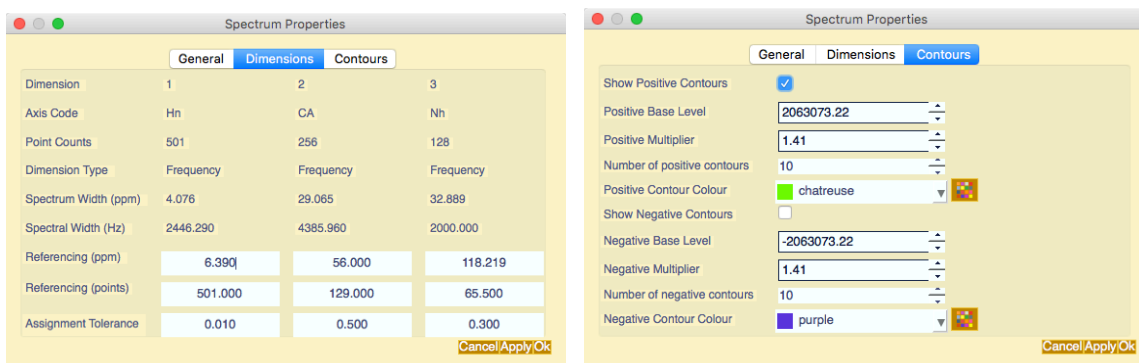 Spectrum Properties
General Dimensions Contours
Dimension 1 2 3
Axis Code Hn CA Nh
Point Counts 501 256 128
Dimension Type Frequency Frequency Frequency
Spectrum Width (ppm) 4.076 29.065 32.889
Spectral Width (Hz) 2446.290 4385.960 2000.000
Referencing (ppm) 6.390 56.000 118.219
Referencing (points) 501.000 129.000 65.500
Assignment Tolerance 0.010 0.500 0.300
Cancel Apply Ok
Spectrum Properties
General Dimensions Contours
Show Positive Contours
Positive Base Level 2063073.22
Positive Multiplier 1.41
Number of positive contours 10
Positive Contour Colour chatreuse
Show Negative Contours
Negative Base Level -2063073.22
Negative Multiplier 1.41
Number of negative contours 10
Negative Contour Colour purple
Cancel Apply Ok